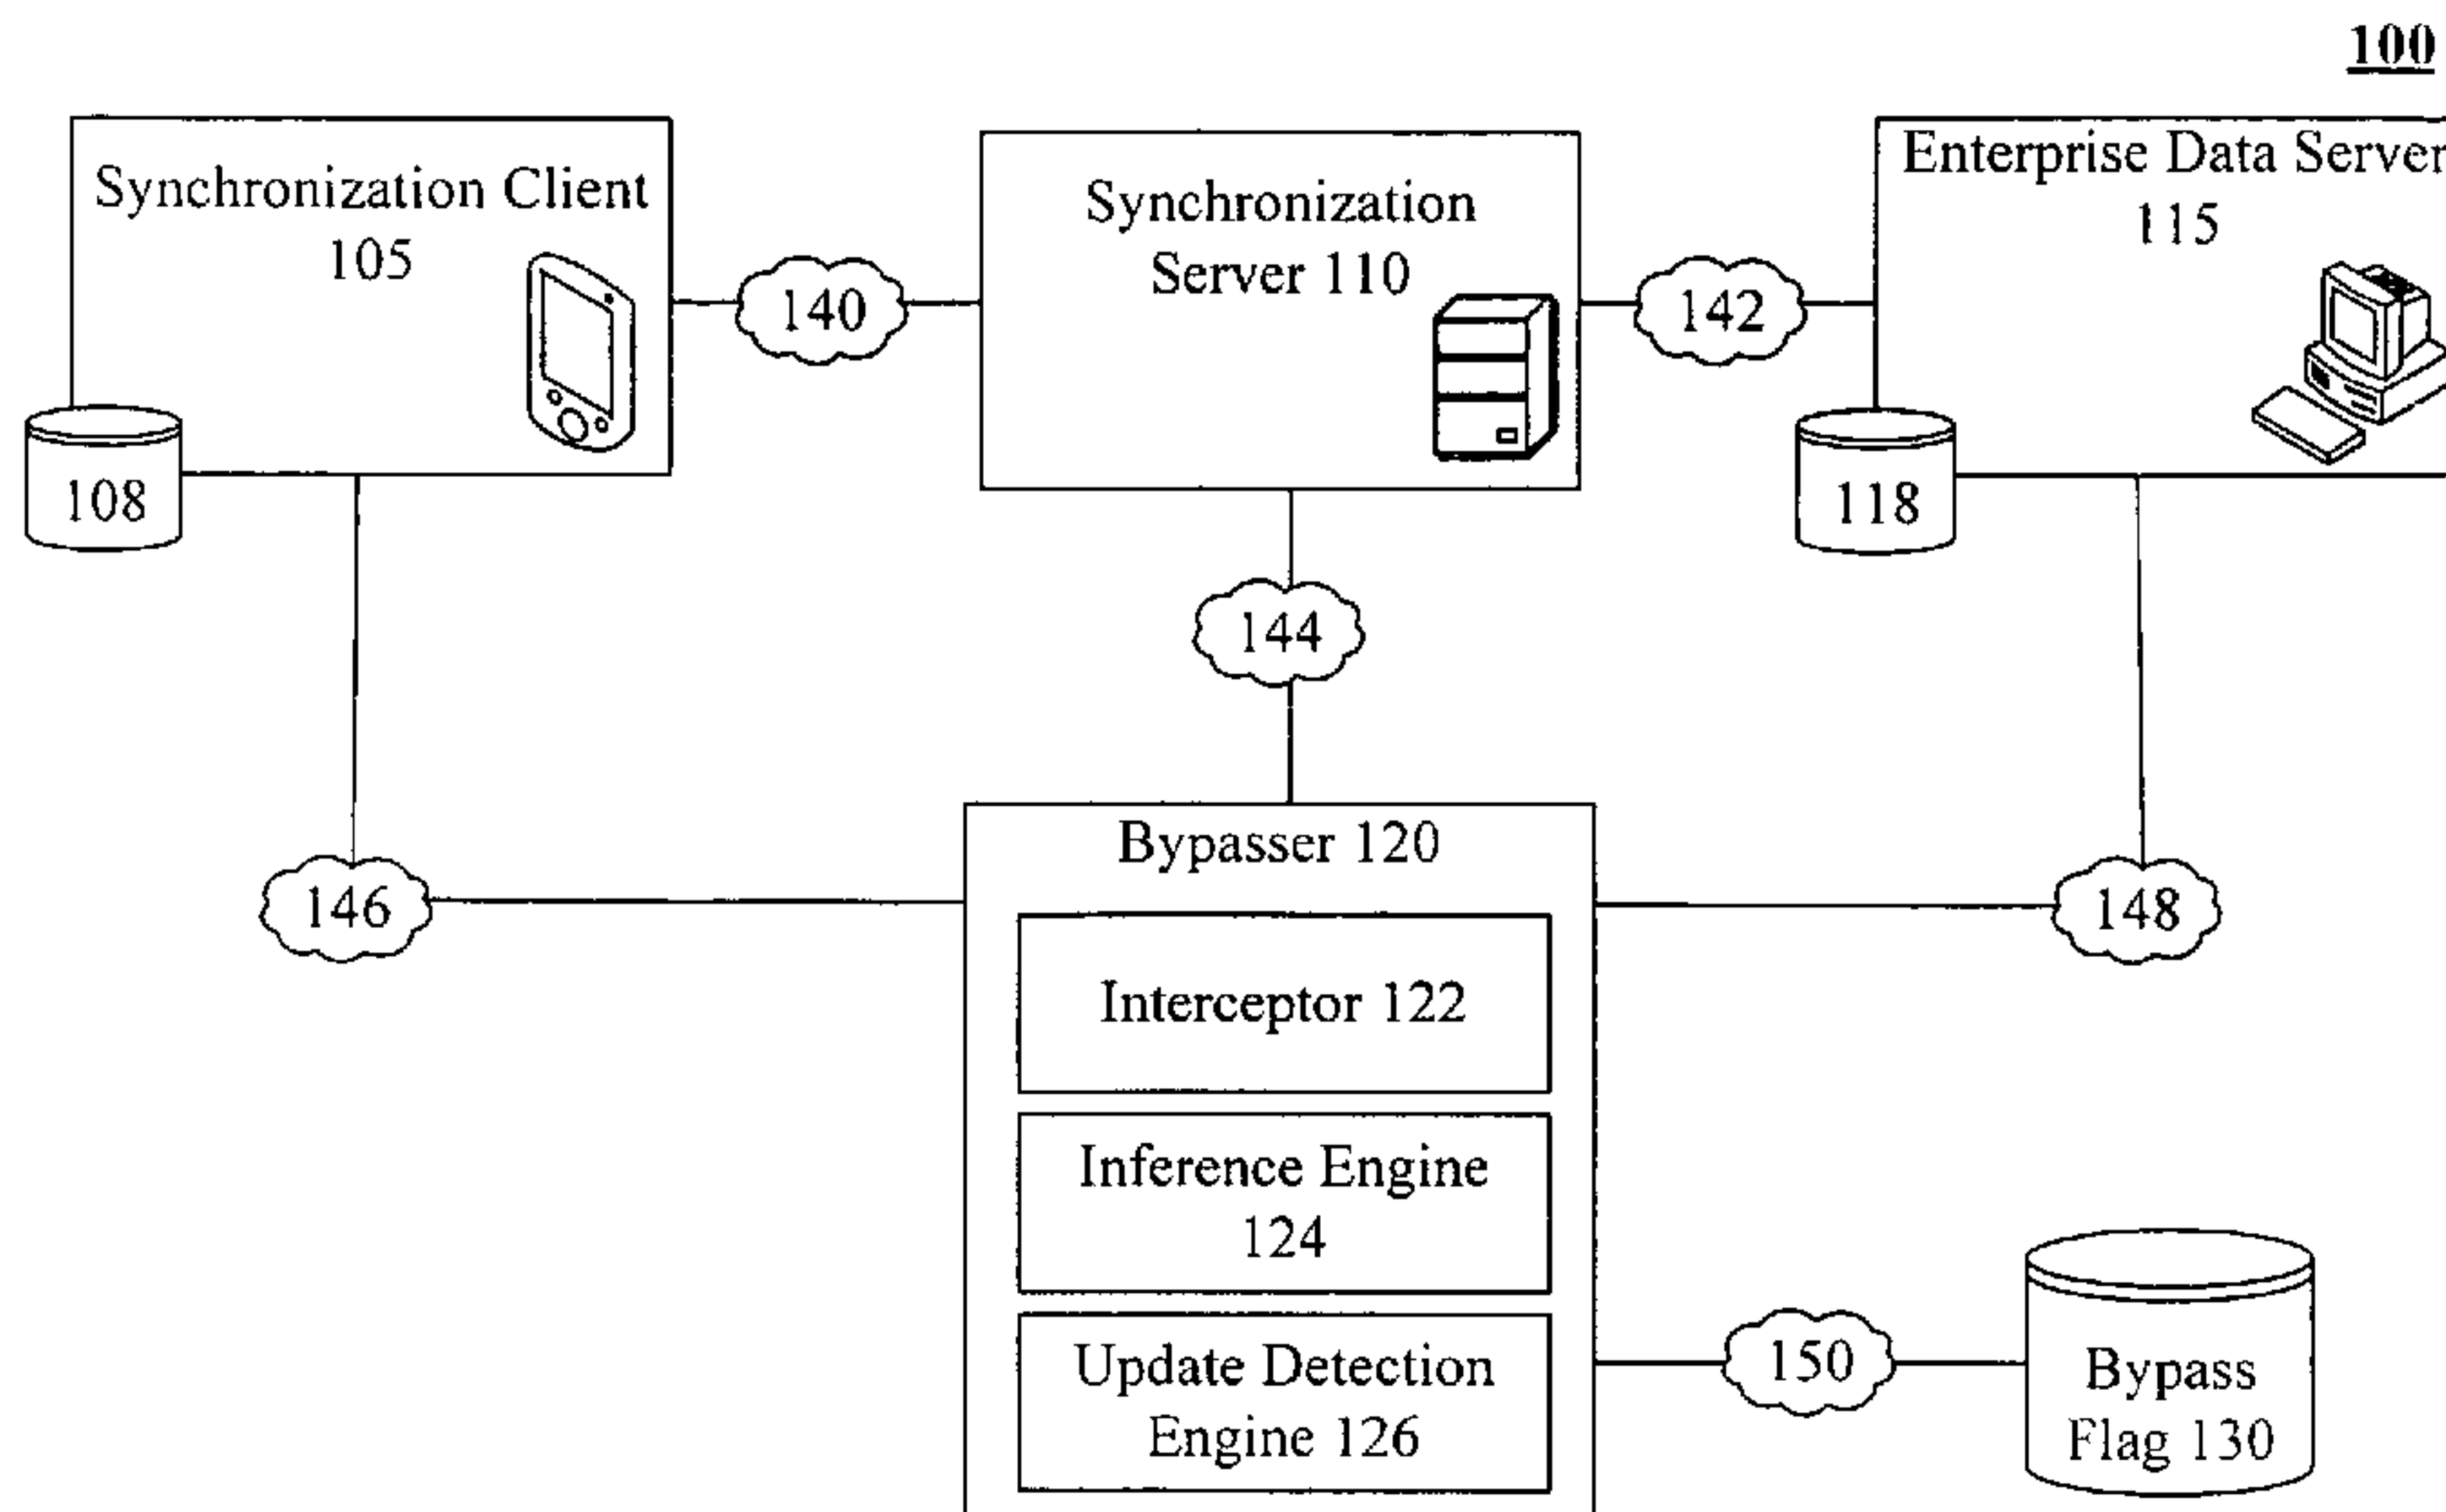 100
Synchronization Client
105
Synchronization
Server 110
Enterprise Data Server
115
140
142
108
118
144
Bypasser 120
146
148
Interceptor 122
Inference Engine
124
Update Detection
Engine 126
150
Bypass
Flag 130